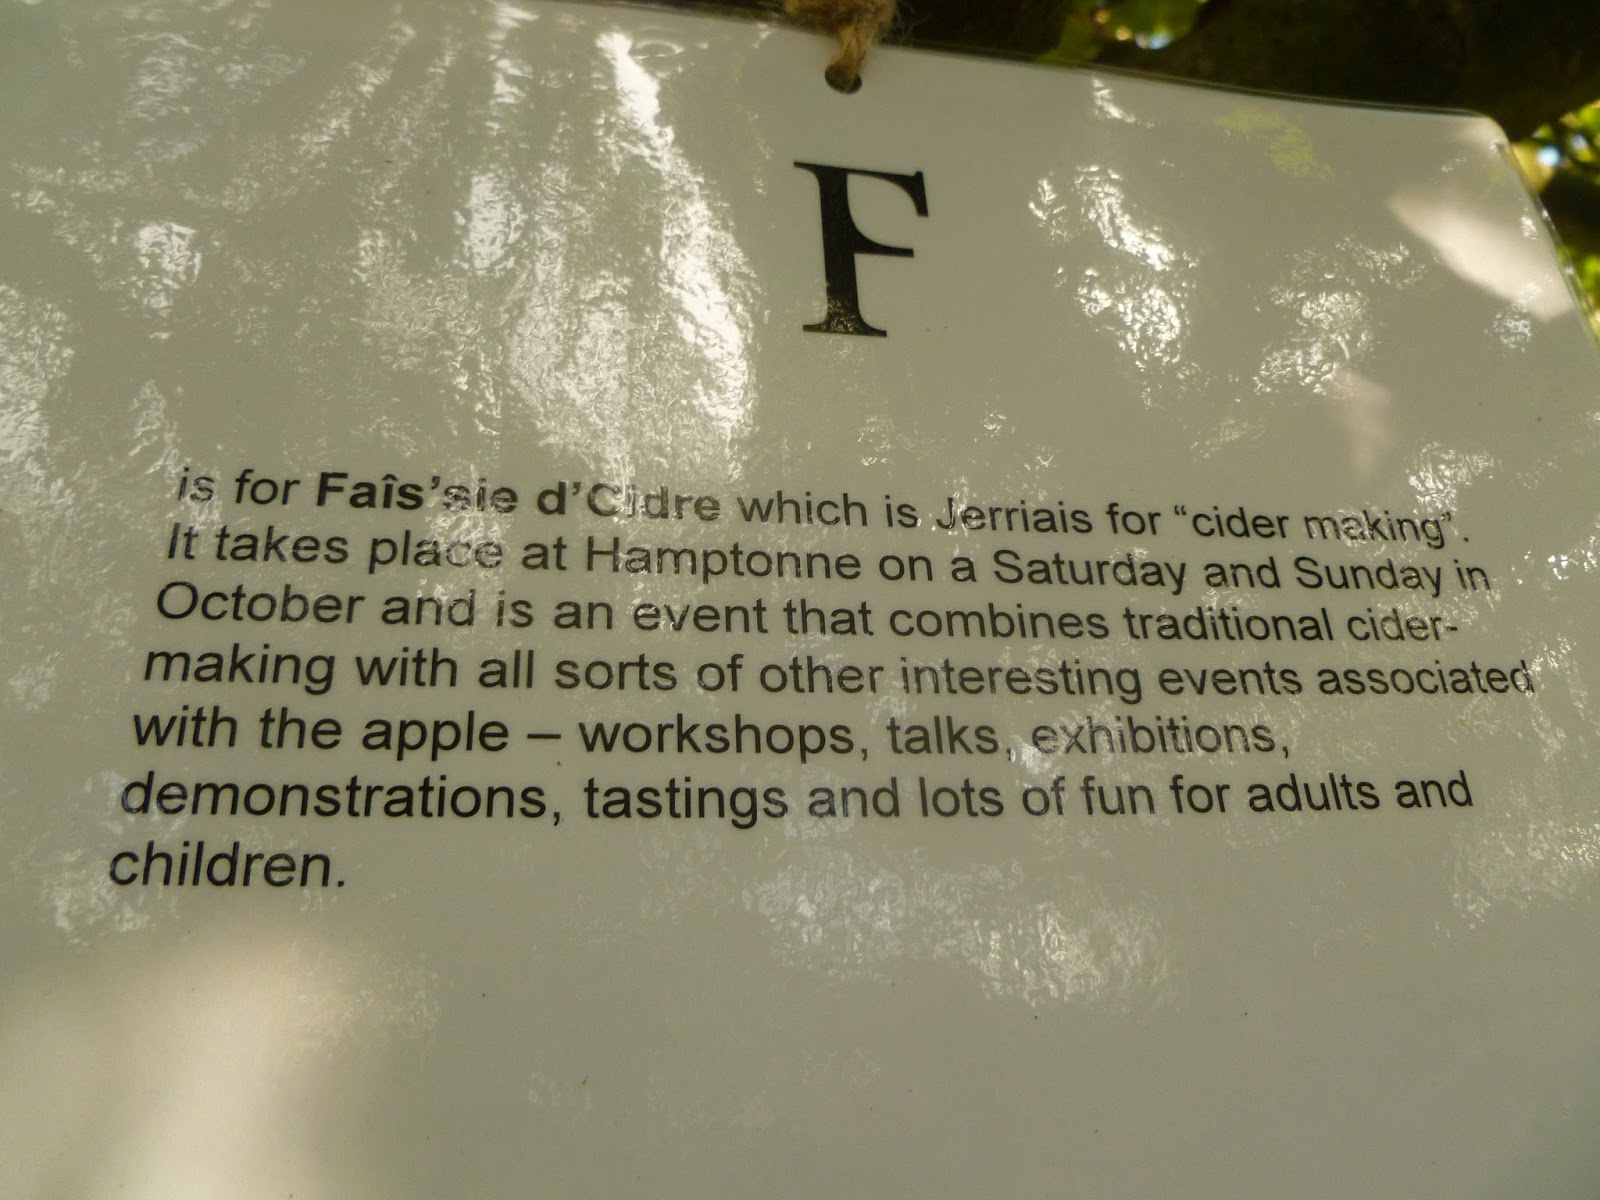 F
is for Faîs’sie d’Cidre which is Jerriais for “cider making”.
It takes place at Hamptonne on a Saturday and Sunday in
October and is an event that combines traditional cider-
making with all sorts of other interesting events associated
with the apple – workshops, talks, exhibitions,
demonstrations, tastings and lots of fun for adults and
children.